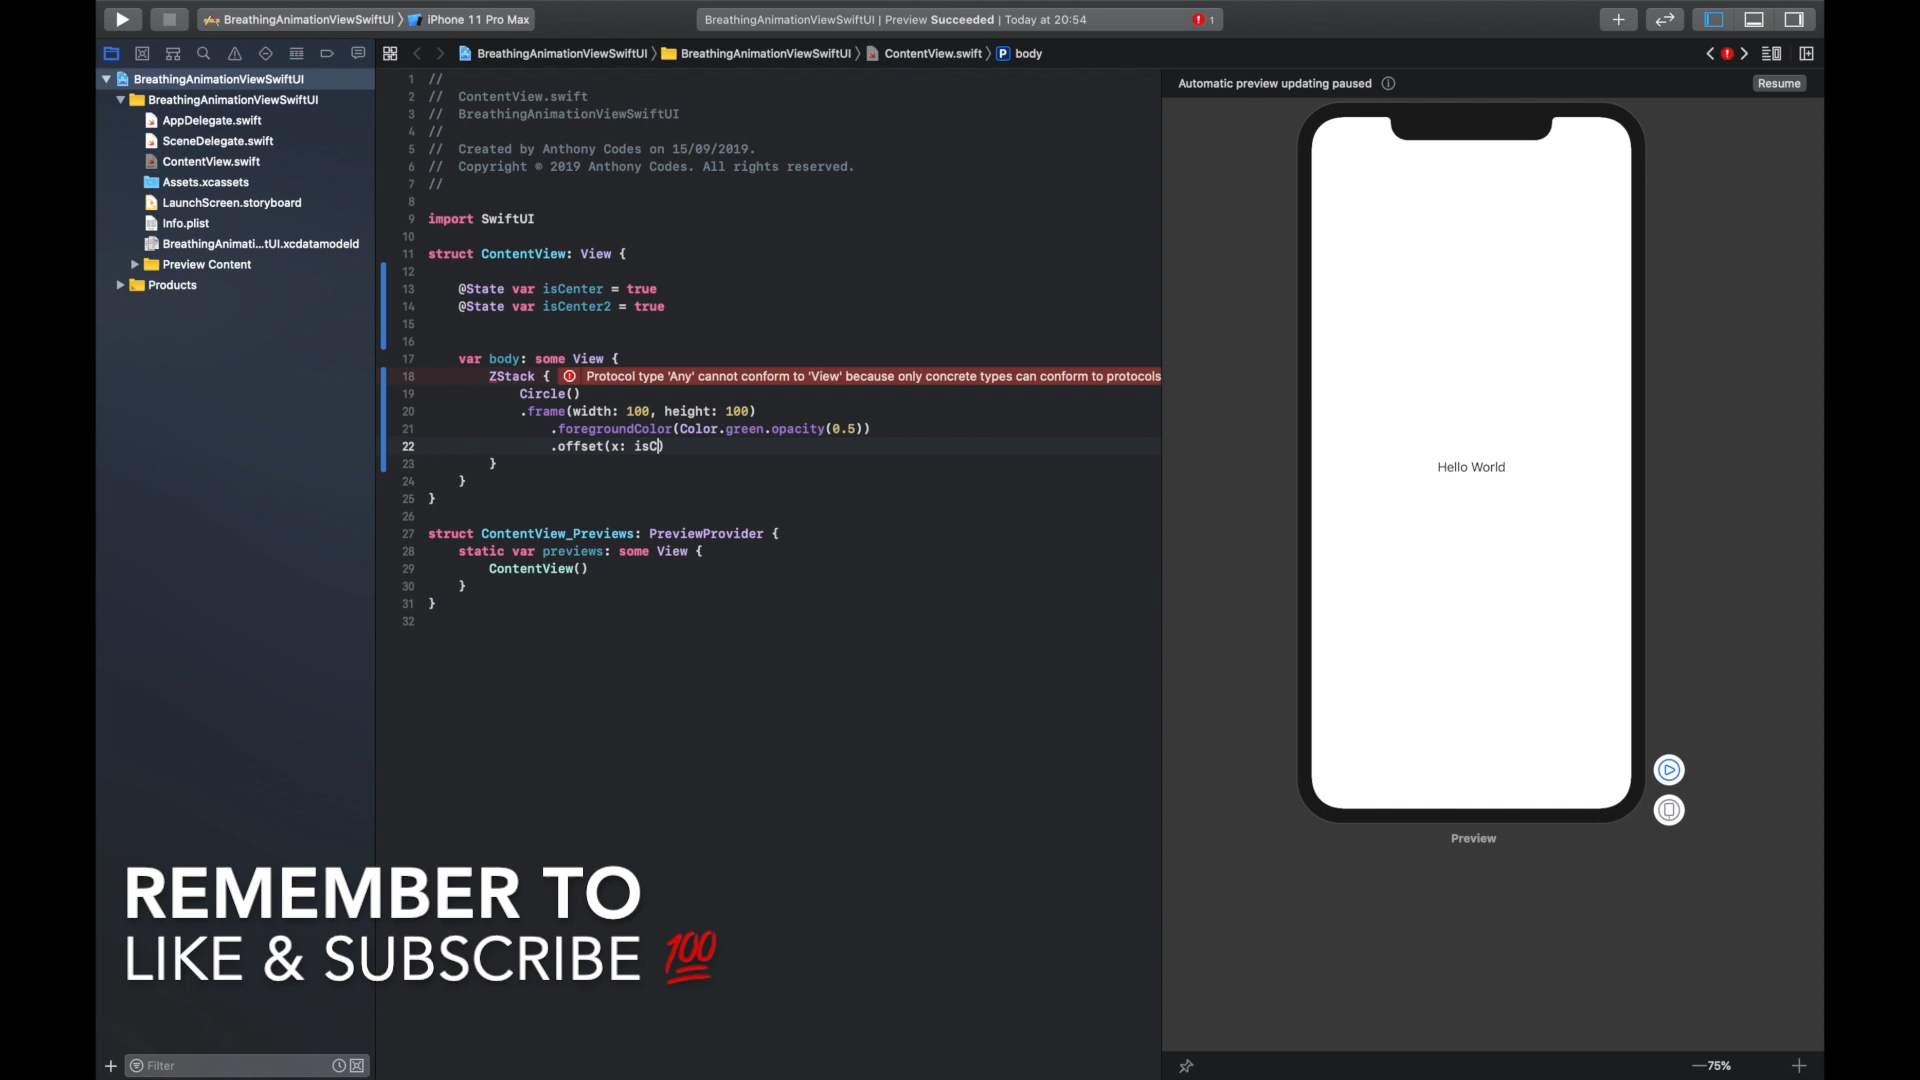 BreathingAnimationViewSwiftUI 〉 iPhone 11 Pro Max
BreathingAnimationViewSwiftUI | Preview Succeeded | Today at 20:54
1
BreathingAnimationViewSwiftUI
BreathingAnimationViewSwiftUI
AppDelegate.swift
SceneDelegate.swift
ContentView.swift
Assets.xcassets
LaunchScreen.storyboard
Info.plist
BreathingAnimati...tUI.xcdatamodeld
Preview Content
Products
Filter
BreathingAnimationViewSwiftUI 〉 BreathingAnimationViewSwiftUI 〉 ContentView.swift 〉 P body
1 //
2 // ContentView.swift
3 // BreathingAnimationViewSwiftUI
4 //
5 // Created by Anthony Codes on 15/09/2019.
6 // Copyright © 2019 Anthony Codes. All rights reserved.
7 //
8
9 import SwiftUI
10
11 struct ContentView: View {
12
13 @State var isCenter = true
14 @State var isCenter2 = true
15
16
17 var body: some View {
18 ZStack { Protocol type 'Any' cannot conform to 'View' because only concrete types can conform to protocols
19 Circle()
20 .frame(width: 100, height: 100)
21 .foregroundColor(Color.green.opacity(0.5))
22 .offset(x: isC)
23 }
24 }
25 }
26
27 struct ContentView_Previews: PreviewProvider {
28 static var previews: some View {
29 ContentView()
30 }
31 }
32
Automatic preview updating paused
Resume
Hello World
Preview
75%
REMEMBER TO
LIKE & SUBSCRIBE 💯